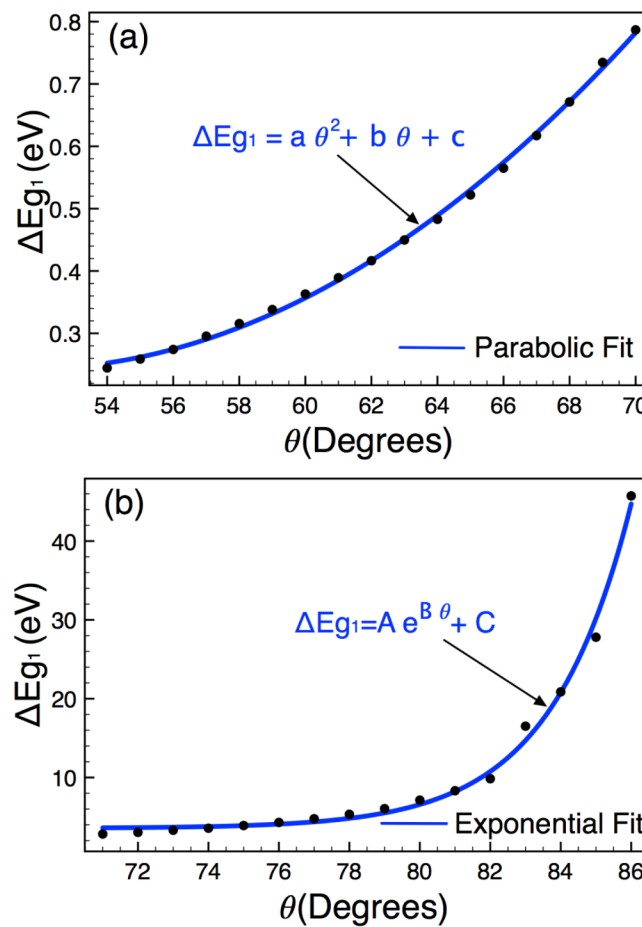 (a)
0.8
0.7
0.6
0.5
0.4
0.3
ΔEg₁ (eV)
ΔEg₁ = a θ² + b θ + c
Parabolic Fit
54 56 58 60 62 64 66 68 70
θ(Degrees)
(b)
40
30
20
10
ΔEg₁ (eV)
ΔEg₁=A e^{B θ}+ C
Exponential Fit
72 74 76 78 80 82 84 86
θ(Degrees)